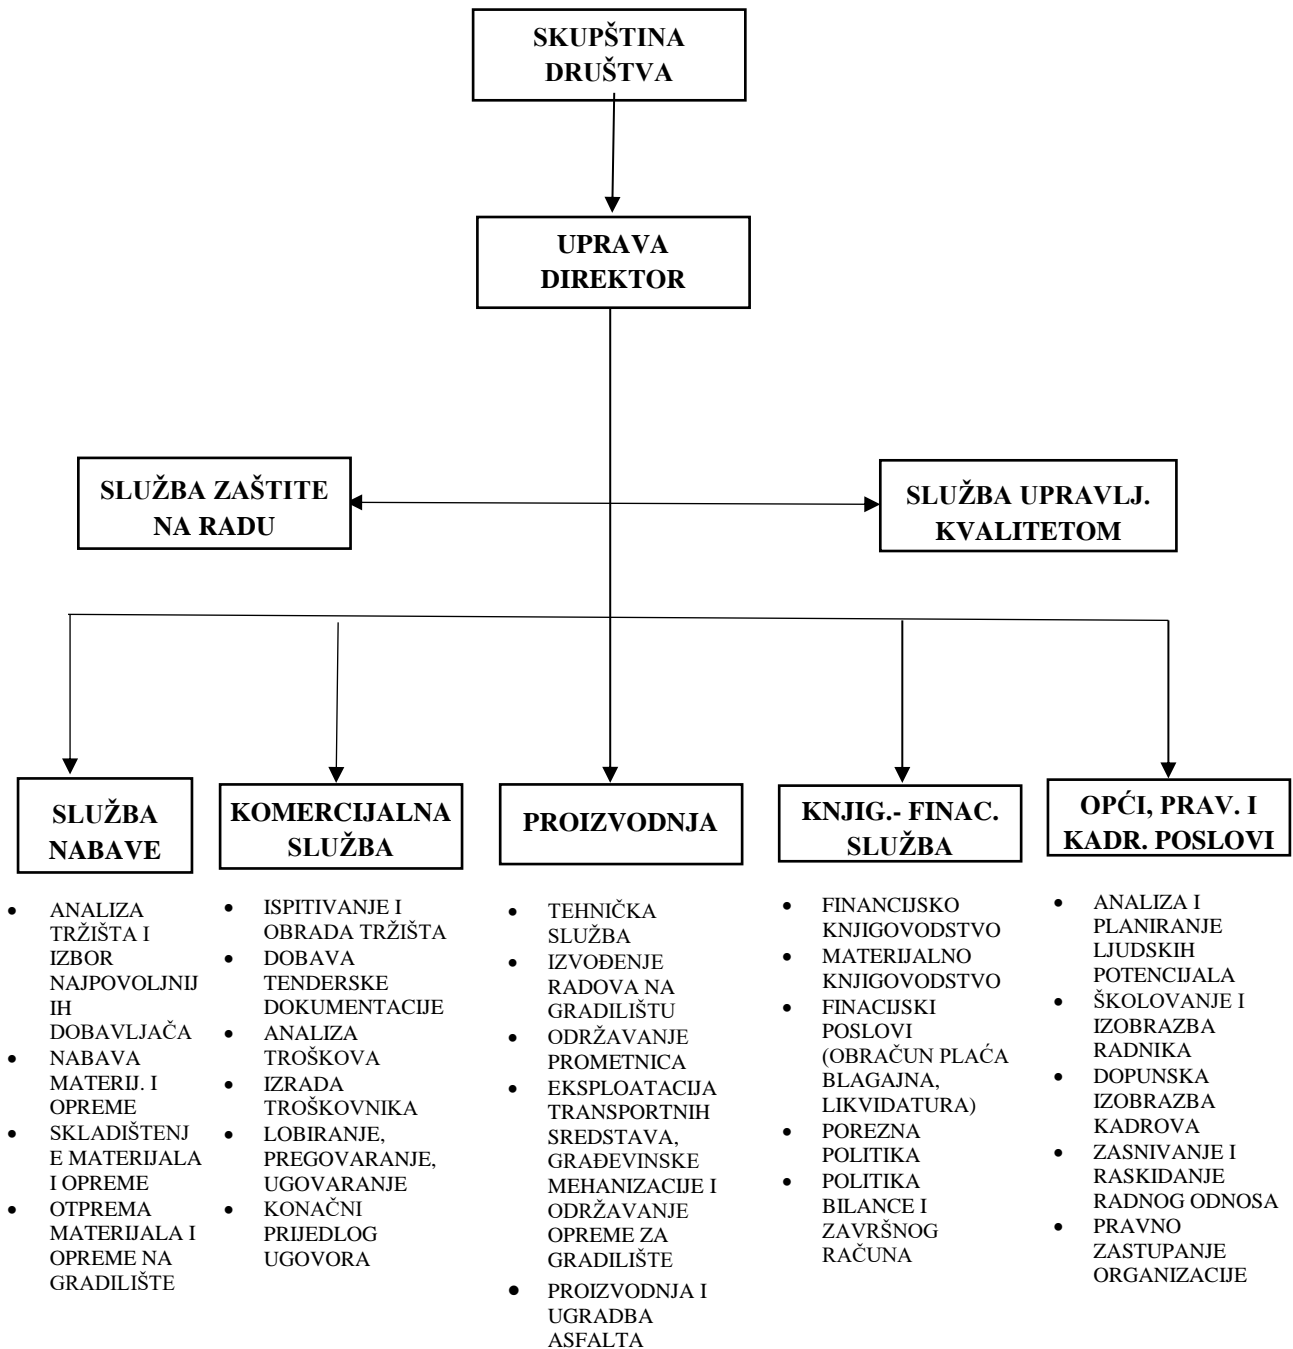 SKUPŠTINA
DRUŠTVA
UPRAVA
DIREKTOR
SLUŽBA ZAŠTITE
NA RADU
SLUŽBA UPRAVLJ.
KVALITETOM
SLUŽBA
NABAVE
KOMERCIJALNA
SLUŽBA
PROIZVODNJA
KNJIG.- FINAC.
SLUŽBA
OPĆI, PRAV. I
KADR. POSLOVI
• ANALIZA
TRŽIŠTA I
IZBOR
NAJPOVOLJNIJ
IH
DOBAVLJAČA
• NABAVA
MATERIJ. I
OPREME
• SKLADIŠTENJ
E MATERIJALA
I OPREME
• OTPREMA
MATERIJALA I
OPREME NA
GRADILIŠTE
• ISPITIVANJE I
OBRADA TRŽIŠTA
• DOBAVA
TENDERSKE
DOKUMENTACIJE
• ANALIZA
TROŠKOVA
• IZRADA
TROŠKOVNIKA
• LOBIRANJE,
PREGOVARANJE,
UGOVARANJE
• KONAČNI
PRIJEDLOG
UGOVORA
• TEHNIČKA
SLUŽBA
• IZVOĐENJE
RADOVA NA
GRADILIŠTU
• ODRŽAVANJE
PROMETNICA
• EKSPLOATACIJA
TRANSPORTNIH
SREDSTAVA,
GRAĐEVINSKE
MEHANIZACIJE I
ODRŽAVANJE
OPREME ZA
GRADILIŠTE
• PROIZVODNJA I
UGRADBA
ASFALTA
• FINANCIJSKO
KNJIGOVODSTVO
• MATERIJALNO
KNJIGOVODSTVO
• FINACIJSKI
POSLOVI
(OBRAČUN PLAĆA
BLAGAJNA,
LIKVIDATURA)
• POREZNA
POLITIKA
• POLITIKA
BILANCE I
ZAVRŠNOG
RAČUNA
• ANALIZA I
PLANIRANJE
LJUDSKIH
POTENCIJALA
• ŠKOLOVANJE I
IZOBRAZBA
RADNIKA
• DOPUNSKA
IZOBRAZBA
KADROVA
• ZASNIVANJE I
RASKIDANJE
RADNOG ODNOSA
• PRAVNO
ZASTUPANJE
ORGANIZACIJE